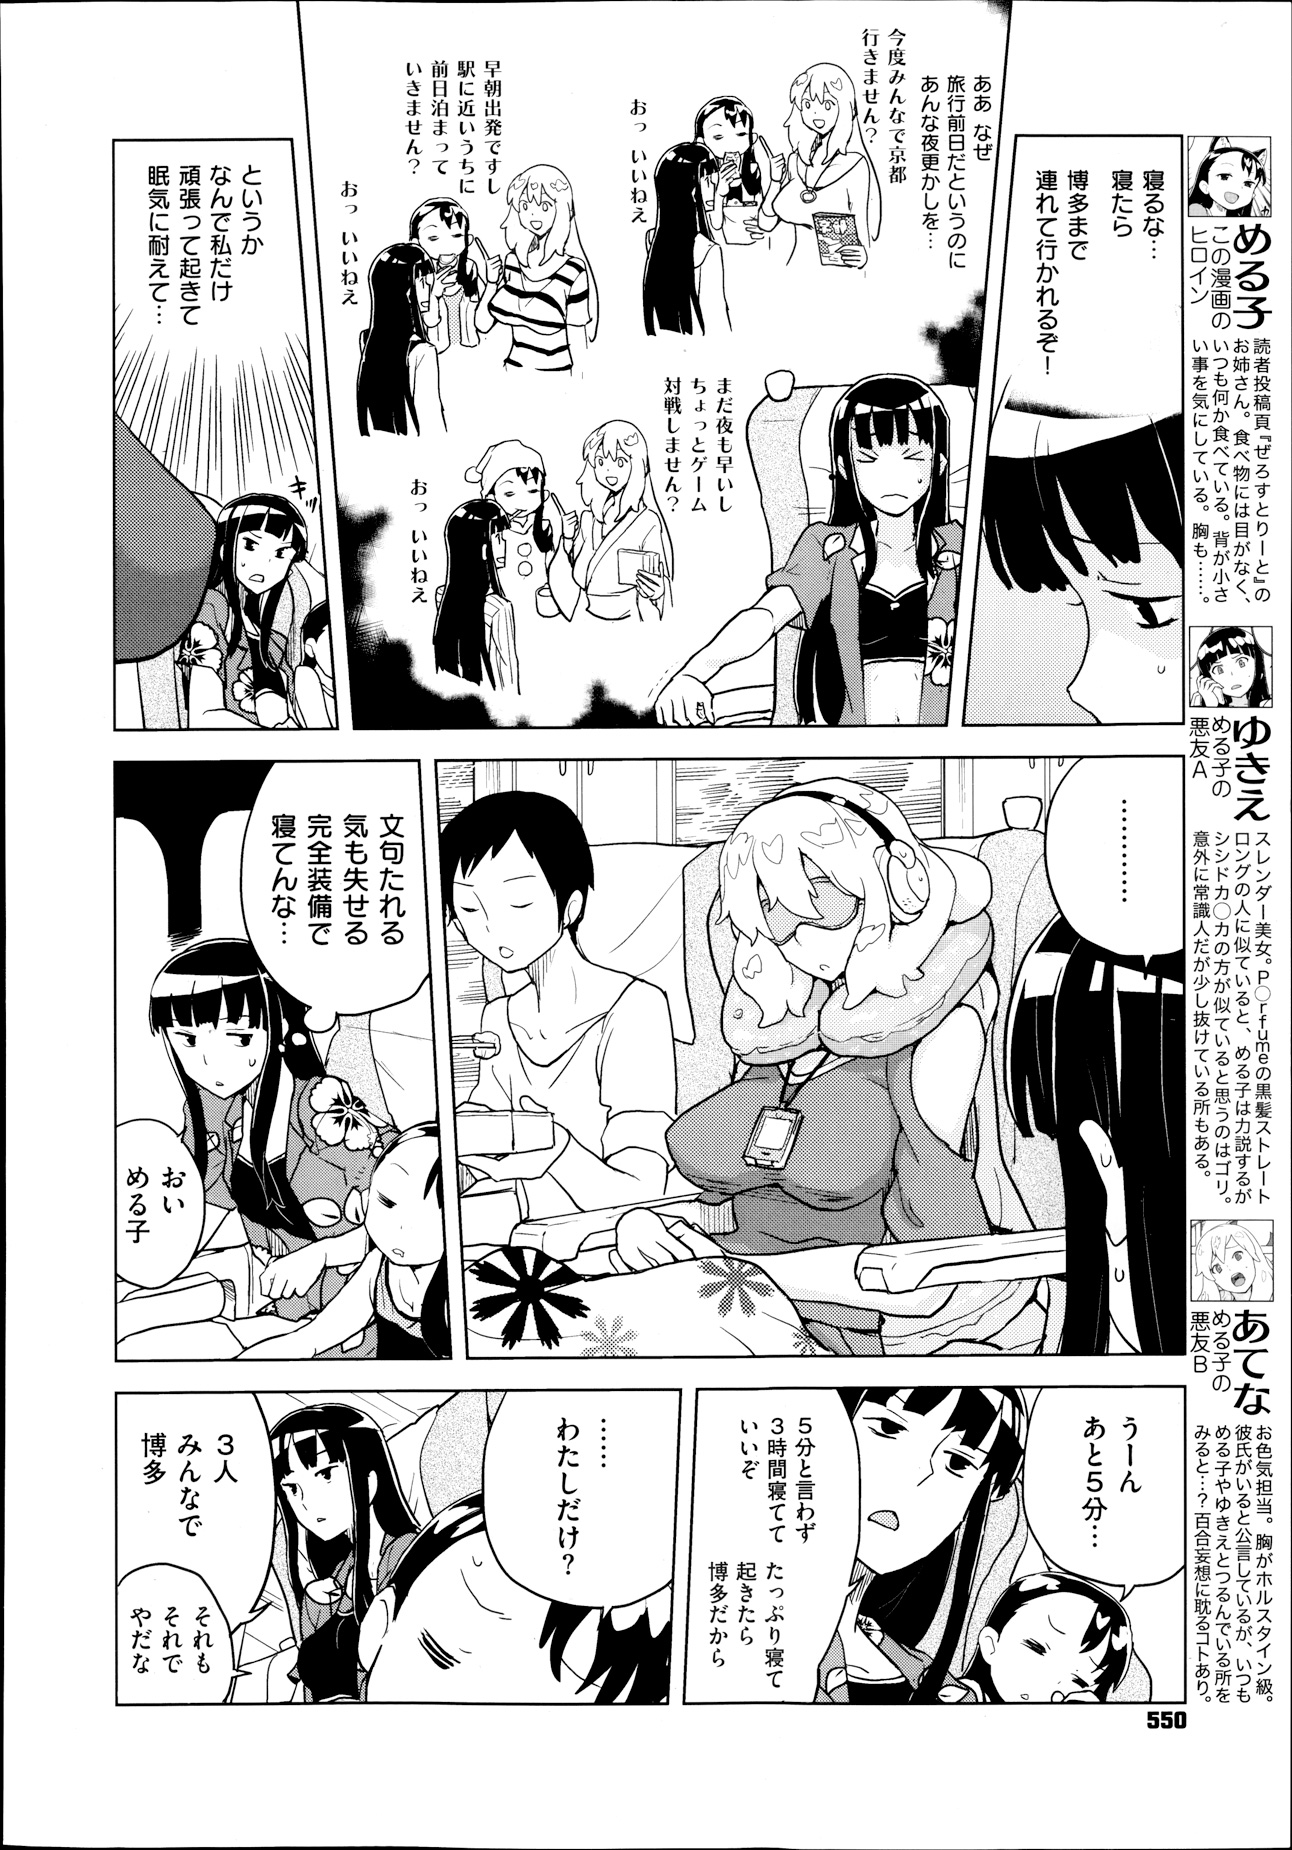 める子
この漫画の
ヒロイン
読者投稿頁『ぜろすとりーと』の
お姉さん。食べ物には目がなく、
いつも何か食べている。背が小さ
い事を気にしている。胸も……。
ゆきえ
める子の
悪友A
スレンダー美女。P○rfumeの黒髪ストレート
ロングの人に似ていると、める子は力説するが
シシドカ○カの方が似ていると思うのはゴリ。
意外に常識人だが少し抜けている所もある。
あてな
める子の
悪友B
お色気担当。胸がホルスタイン級。
彼氏がいると公言しているが、いつも
める子やゆきえとつるんでいる所を
みると…?百合妄想に耽るコトあり。
寝るな…
寝たら
博多まで
連れて行かれるぞ!
ああ なぜ
旅行前日だというのに
あんな夜更かしを…
今度みんなで京都
行きません?
おっ いいねえ
早朝出発ですし
駅に近いうちに
前日泊まって
いきません?
おっ いいねえ
まだ夜も早いし
ちょっとゲーム
対戦しません?
おっ いいねえ
というか
なんで私だけ
頑張って起きて
眠気に耐えて…
キッ
…………
文句たれる
気も失せる
完全装備で
寝てんな…
おい
める子
うーん
あと5分…
5分と言わず
3時間寝てて
いいぞ
たっぷり寝て
起きたら
博多だから
……
わたしだけ?
3人
みんなで
博多
それも
それで
やだな
550